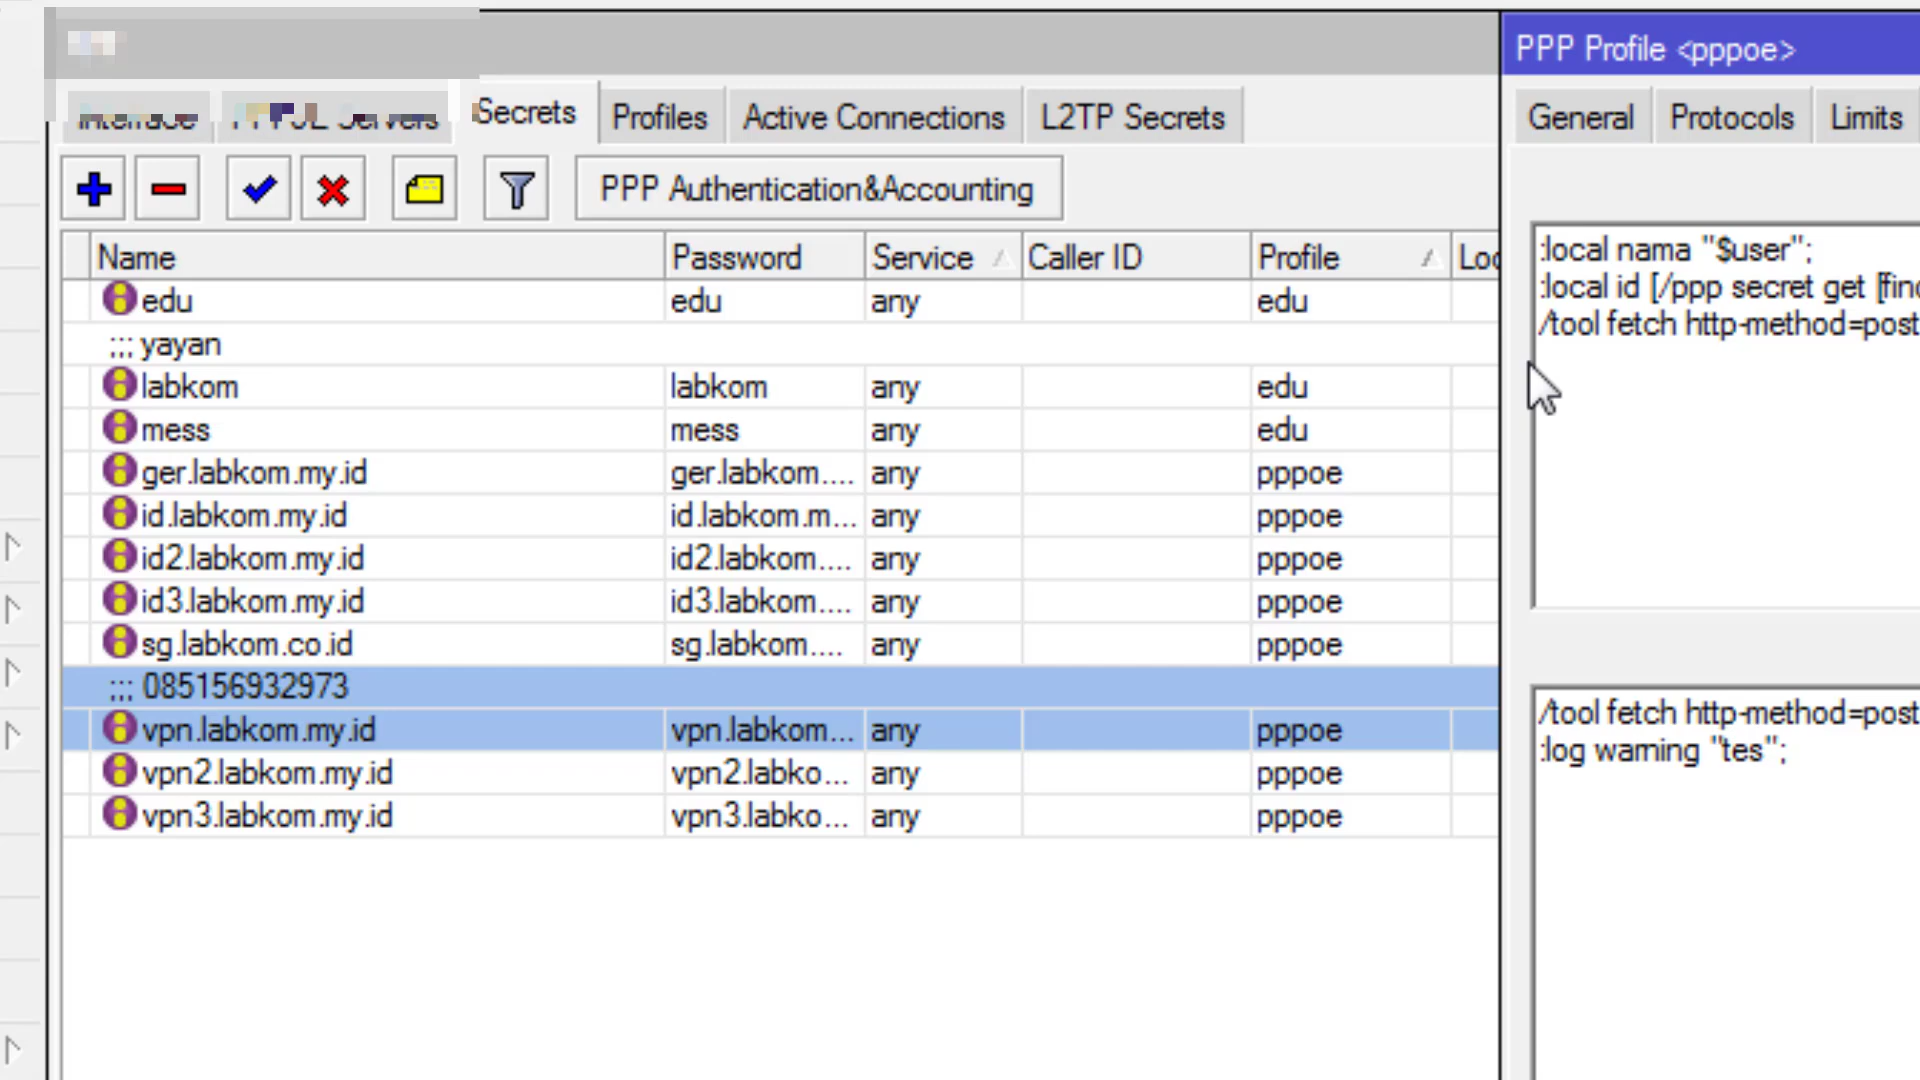 PPP Profile <pppoe>
Interface PPPoE Servers Secrets Profiles Active Connections L2TP Secrets
General Protocols Limits
PPP Authentication&Accounting
Name Password Service Caller ID Profile Loc
edu edu any edu
;;; yayan
labkom labkom any edu
mess mess any edu
ger.labkom.my.id ger.labkom.... any pppoe
id.labkom.my.id id.labkom.m... any pppoe
id2.labkom.my.id id2.labkom.... any pppoe
id3.labkom.my.id id3.labkom.... any pppoe
sg.labkom.co.id sg.labkom.... any pppoe
;;; 085156932973
vpn.labkom.my.id vpn.labkom... any pppoe
vpn2.labkom.my.id vpn2.labko... any pppoe
vpn3.labkom.my.id vpn3.labko... any pppoe
:local nama "$user";
:local id [/ppp secret get [find
/tool fetch http-method=post
/tool fetch http-method=post
:log warning "tes";